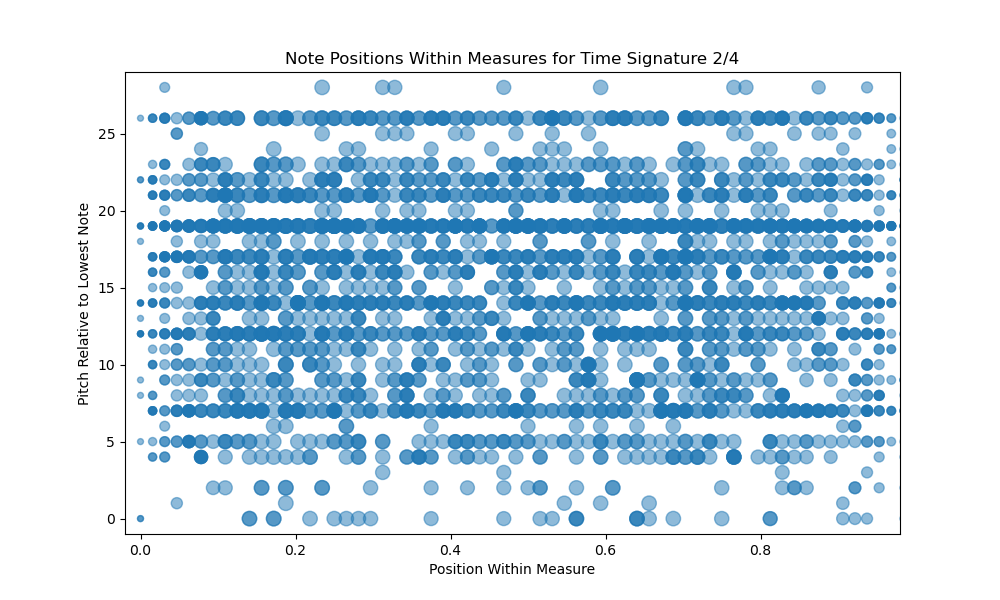 Note Positions Within Measures for Time Signature 2/4
Pitch Relative to Lowest Note
25
20
15
10
5
0
0.0 0.2 0.4 0.6 0.8
Position Within Measure